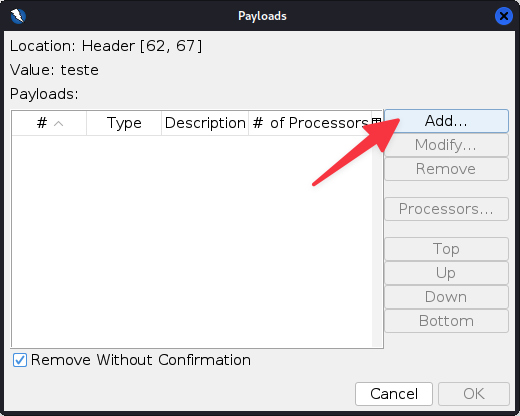 Payloads
Location: Header [62, 67]
Value: teste
Payloads:
# Type Description # of Processors
Add...
Modify...
Remove
Processors...
Top
Up
Down
Bottom
Remove Without Confirmation
Cancel OK